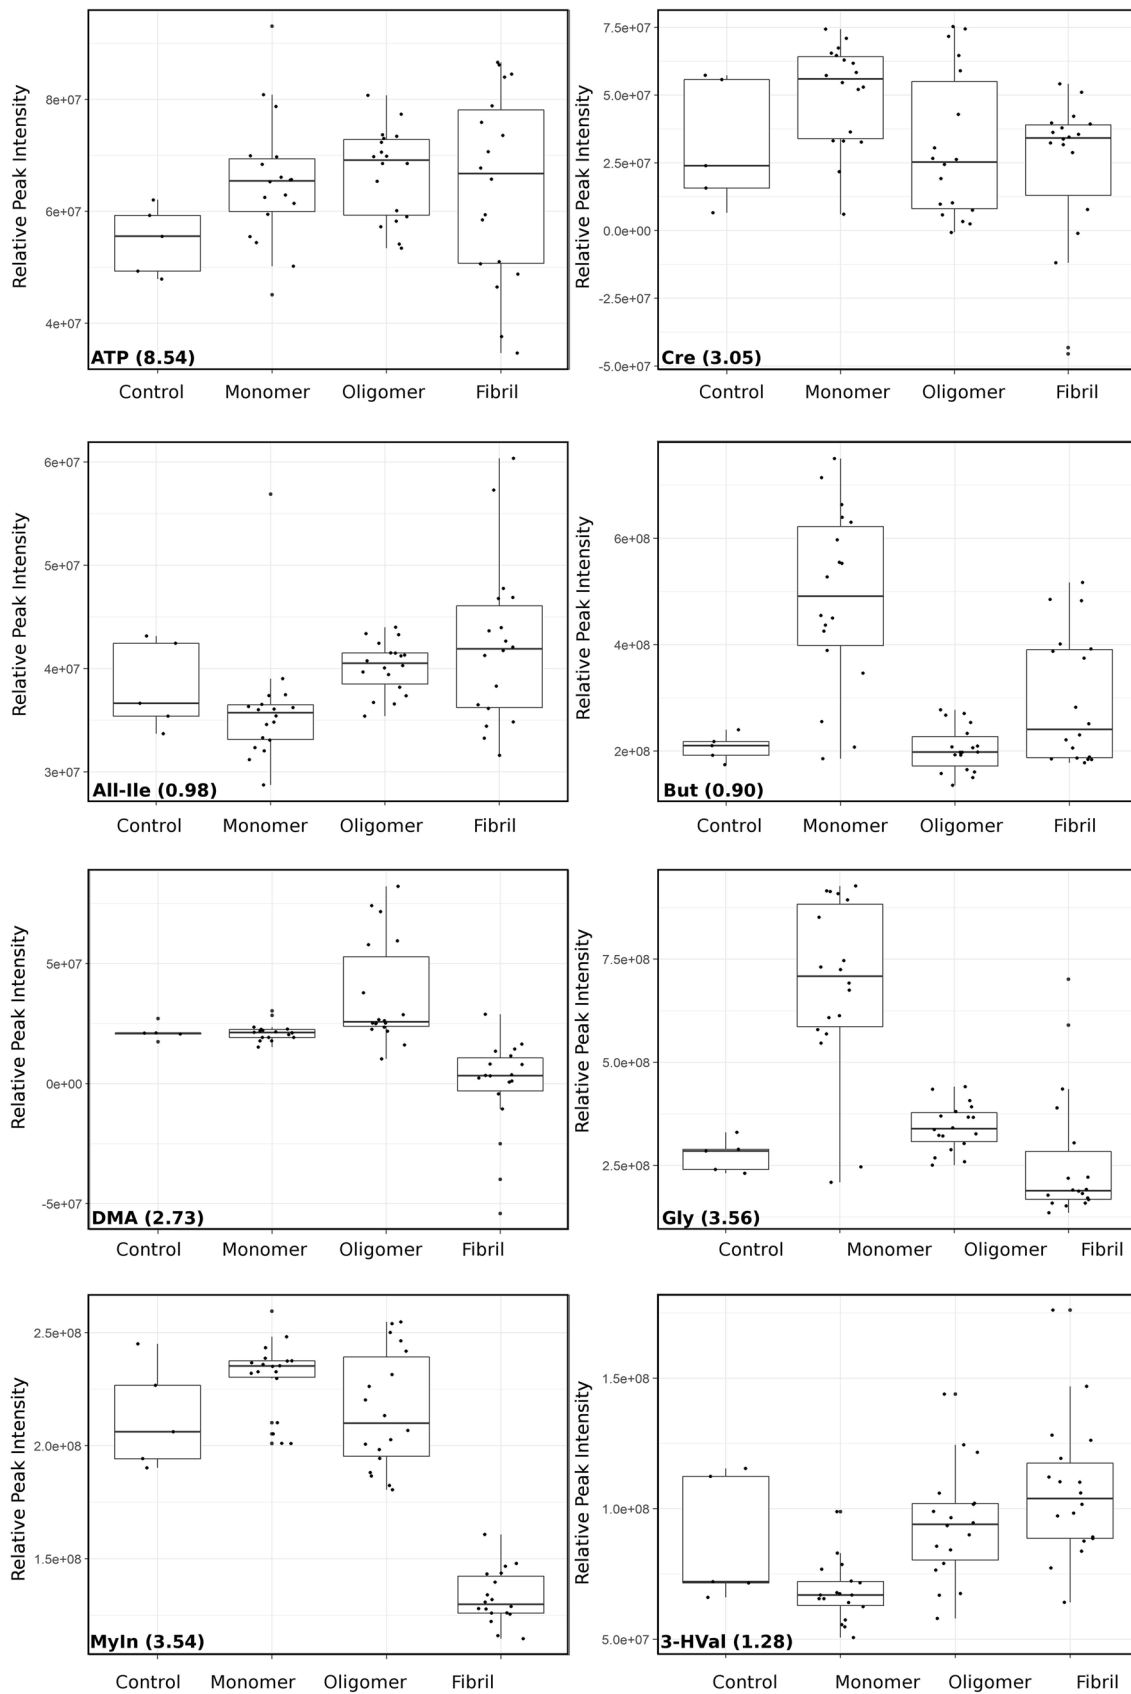 Relative Peak Intensity
8e+07
6e+07
4e+07
ATP (8.54)
Control Monomer Oligomer Fibril
Relative Peak Intensity
7.5e+07
5.0e+07
2.5e+07
0.0e+00
-2.5e+07
-5.0e+07
Cre (3.05)
Control Monomer Oligomer Fibril
Relative Peak Intensity
6e+07
5e+07
4e+07
3e+07
All-Ile (0.98)
Control Monomer Oligomer Fibril
Relative Peak Intensity
6e+08
4e+08
2e+08
But (0.90)
Control Monomer Oligomer Fibril
Relative Peak Intensity
5e+07
0e+00
-5e+07
DMA (2.73)
Control Monomer Oligomer Fibril
Relative Peak Intensity
7.5e+08
5.0e+08
2.5e+08
Gly (3.56)
Control Monomer Oligomer Fibril
Relative Peak Intensity
2.5e+08
2.0e+08
1.5e+08
MyIn (3.54)
Control Monomer Oligomer Fibril
Relative Peak Intensity
1.5e+08
1.0e+08
5.0e+07
3-HVal (1.28)
Control Monomer Oligomer Fibril